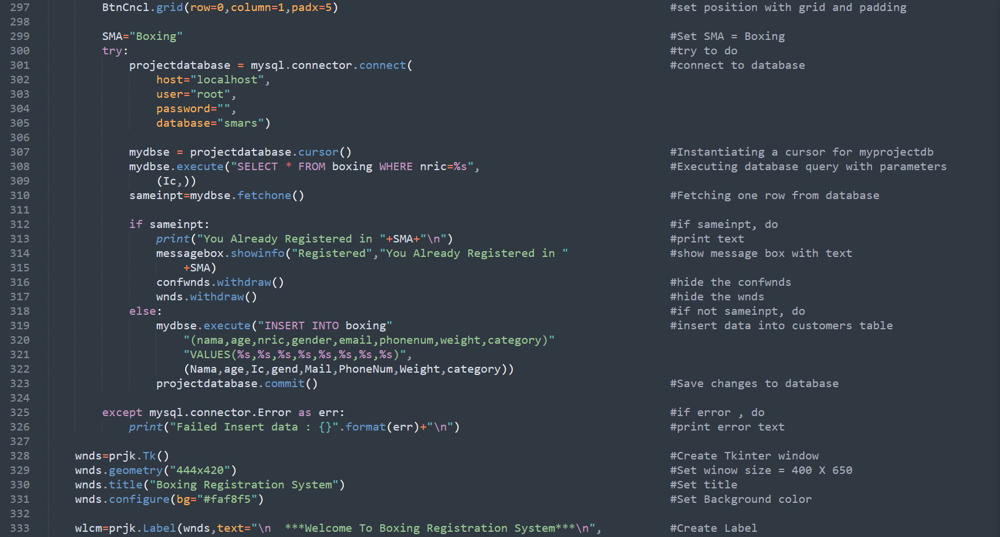 297 BtnCncl.grid(row=0,column=1,padx=5) #set position with grid and padding
298
299 SMA="Boxing" #Set SMA = Boxing
300 try: #try to do
301 projectdatabase = mysql.connector.connect( #connect to database
302 host="localhost",
303 user="root",
304 password="",
305 database="smars")
306
307 mydbse = projectdatabase.cursor() #Instantiating a cursor for myprojectdb
308 mydbse.execute("SELECT * FROM boxing WHERE nric=%s", #Executing database query with parameters
309 (Ic,))
310 sameinpt=mydbse.fetchone() #Fetching one row from database
311
312 if sameinpt: #if sameinpt, do
313 print("You Already Registered in "+SMA+"\n") #print text
314 messagebox.showinfo("Registered","You Already Registered in " #show message box with text
315 +SMA)
316 confwnds.withdraw() #hide the confwnds
317 wnds.withdraw() #hide the wnds
318 else: #if not sameinpt, do
319 mydbse.execute("INSERT INTO boxing" #insert data into customers table
320 "(nama,age,nric,gender,email,phonenum,weight,category)"
321 "VALUES(%s,%s,%s,%s,%s,%s,%s,%s)",
322 (Nama,age,Ic,gend,Mail,PhoneNum,Weight,category))
323 projectdatabase.commit() #Save changes to database
324
325 except mysql.connector.Error as err: #if error , do
326 print("Failed Insert data : {}".format(err)+"\n") #print error text
327
328 wnds=prjk.Tk() #Create Tkinter window
329 wnds.geometry("444x420") #Set winow size = 400 X 650
330 wnds.title("Boxing Registration System") #Set title
331 wnds.configure(bg="#faf8f5") #Set Background color
332
333 wlcm=prjk.Label(wnds,text="\n  ***Welcome To Boxing Registration System***\n", #Create Label